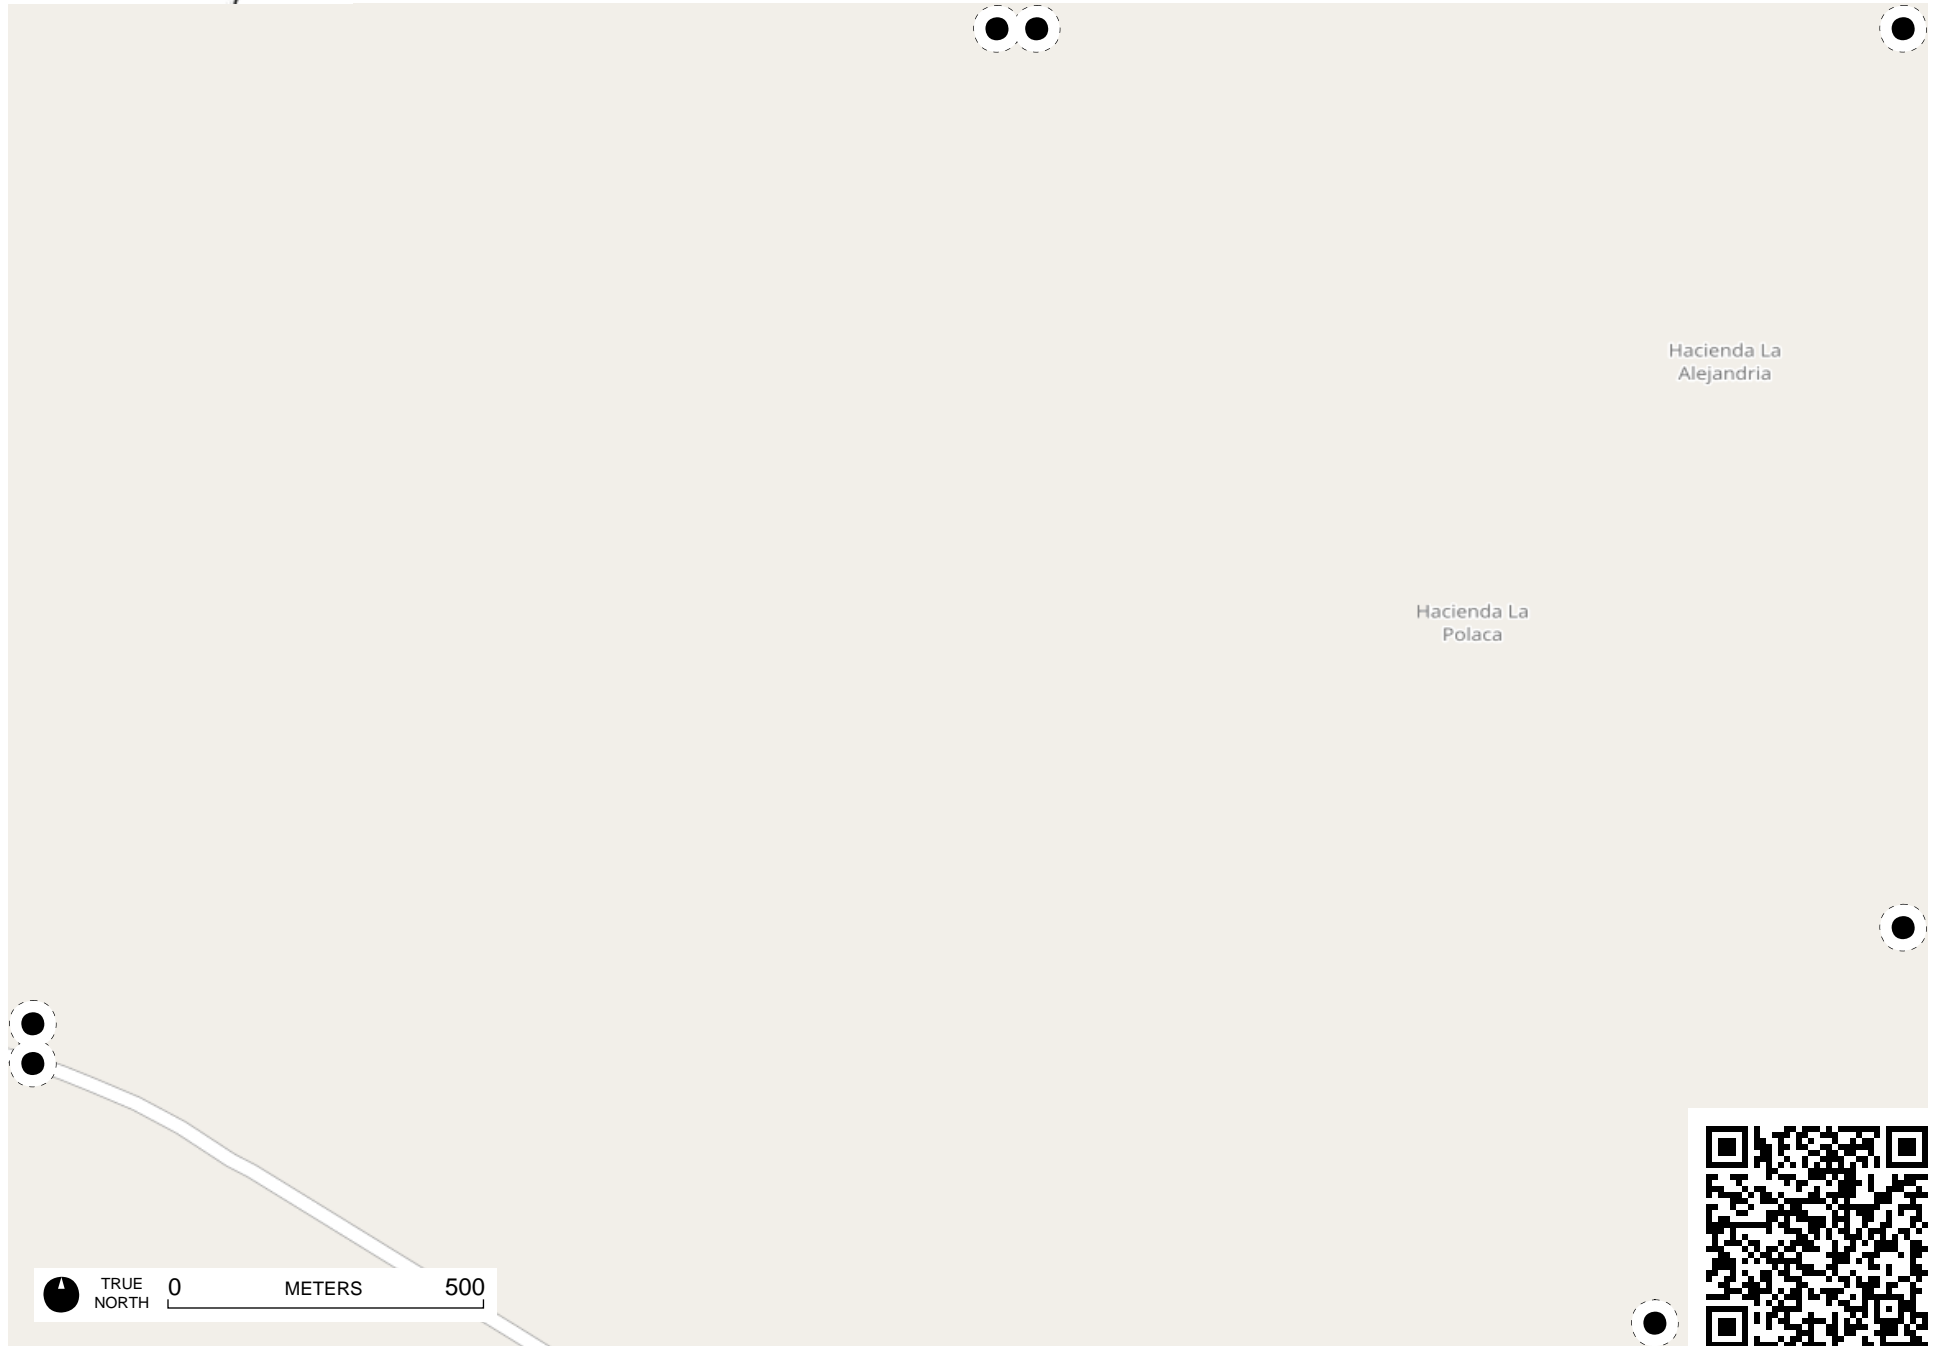 Hacienda La
Alejandria
Hacienda La
Polaca
TRUE
NORTH
0 METERS 500